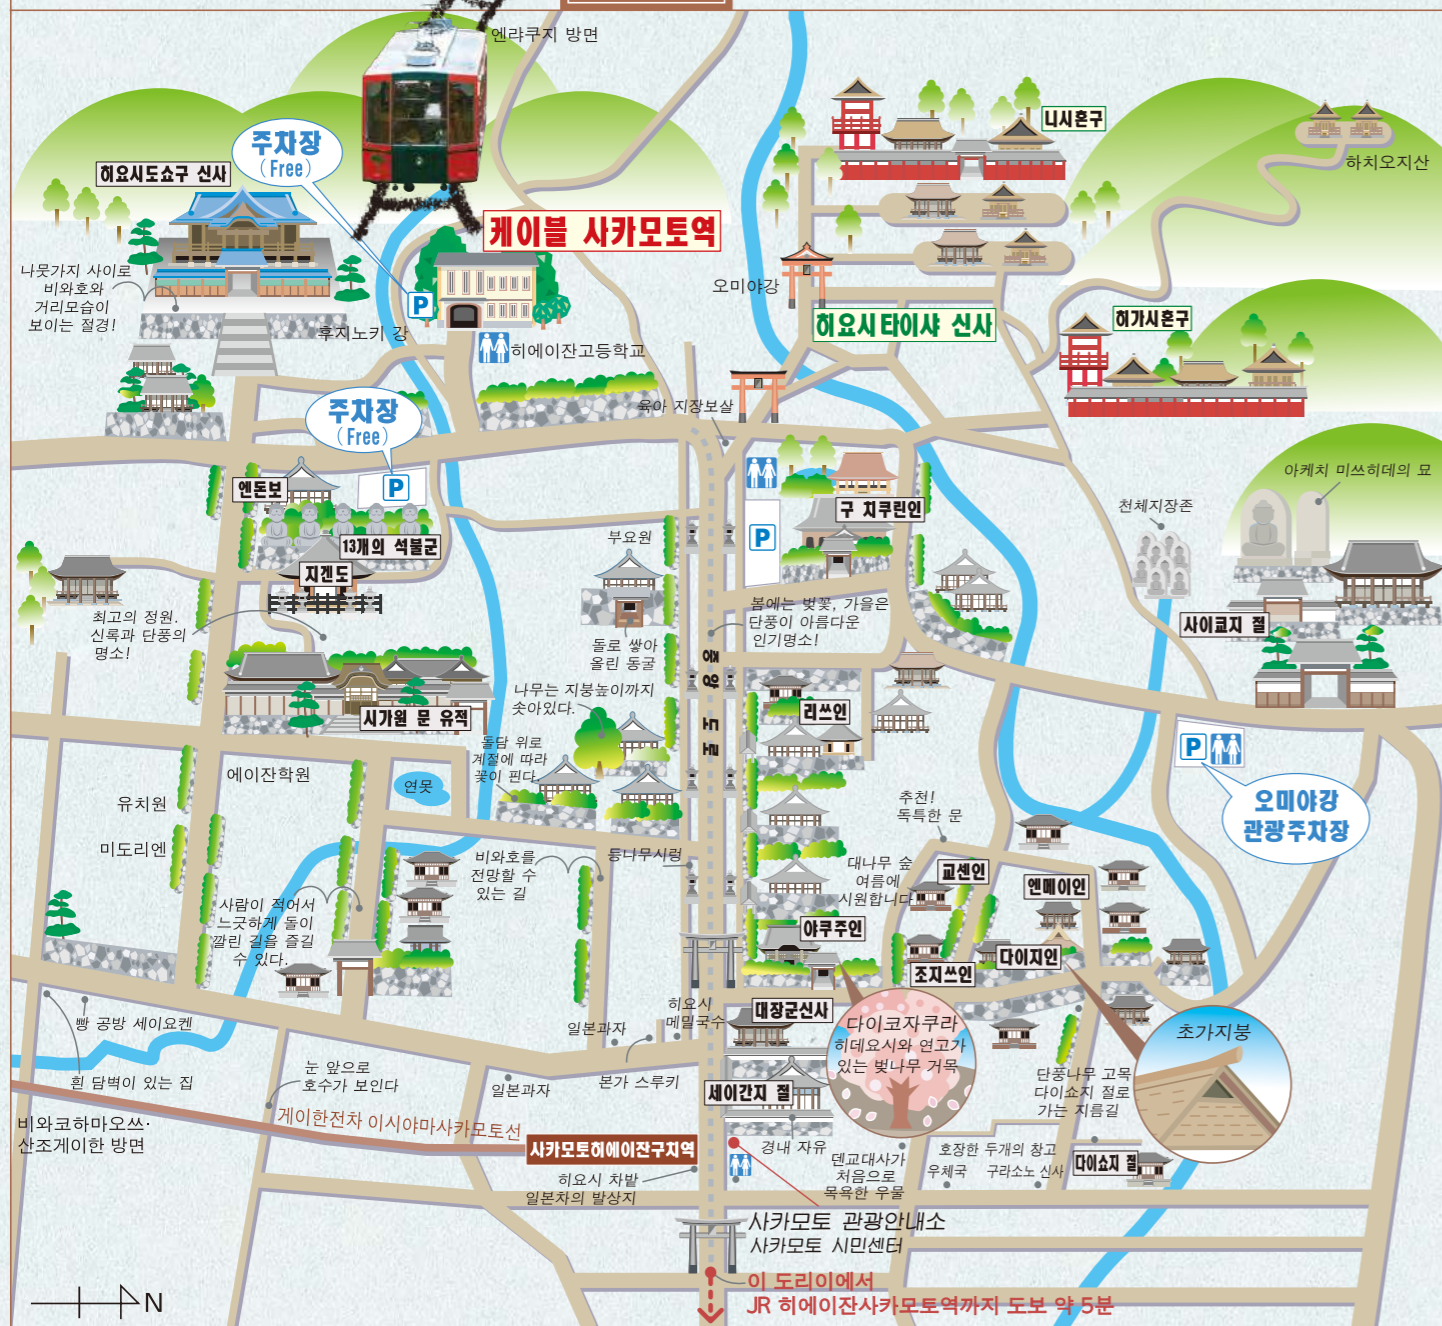 엔랴쿠지 방면
주차장
(Free)
히요시도쇼구 신사
니시혼구
하치오지산
케이블 사카모토역
나뭇가지 사이로
비와호와
거리모습이
보이는 절경!
오미야강
후지노키 강
히요시타이샤 신사
히가시혼구
P
히에이잔고등학교
주차장
(Free)
육아 지장보살
아케치 미쓰히데의 묘
엔돈보
P
구 치쿠린인
천체지장존
13개의 석불군
부요원
P
지겐도
최고의 정원.
신록과 단풍의
명소!
봄에는 벚꽃, 가을은
단풍이 아름다운
인기명소!
사이쿄지 절
돌로 쌓아
올린 동굴
중앙 도로
나무는 지붕높이까지
솟아있다.
시가원 문 유적
리쓰인
돌담 위로
계절에 따라
꽃이 핀다.
P
에이잔학원
연못
유치원
추천!
독특한 문
오미야강
관광주차장
미도리엔
비와호를
전망할 수
있는 길
등나무시렁
대나무 숲
여름에
시원합니다
교센인
엔메이인
사람이 적어서
느긋하게 돌이
깔린 길을 즐길
수 있다.
야쿠주인
조지쓰인
다이지인
히요시
메밀국수
대장군신사
빵 공방 세이요켄
일본과자
다이코자쿠라
히데요시와 연고가
있는 벚나무 거목
초가지붕
흰 담벽이 있는 집
눈 앞으로
호수가 보인다
일본과자
본가 스루키
세이간지 절
단풍나무 고목
다이쇼지 절로
가는 지름길
비와코하마오쓰·
산조게이한 방면
게이한전차 이시야마사카모토선
사카모토히에이잔구치역
경내 자유
덴교대사가
처음으로
목욕한 우물
호장한 두개의 창고
우체국
구라소노 신사
다이쇼지 절
히요시 차밭
일본차의 발상지
사카모토 관광안내소
사카모토 시민센터
이 도리이에서
JR 히에이잔사카모토역까지 도보 약 5분
N